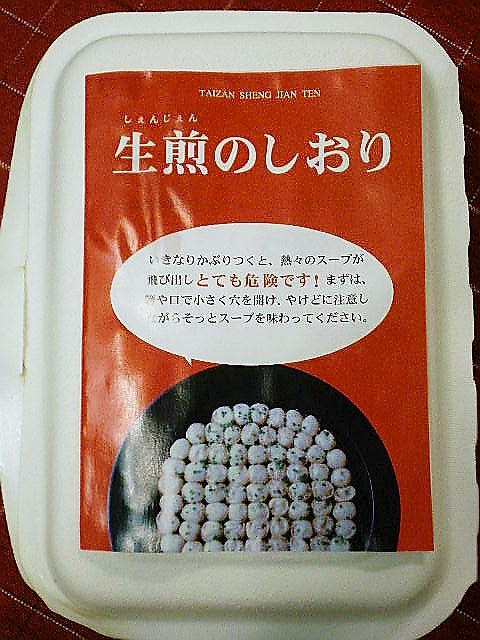 TAIZAN SHENG JIAN TEN
しぇんじぇん
生煎のしおり
いきなりかぶりつくと、熱々のスープが
飛び出しとても危険です!まずは、
箸や口で小さく穴を開け、やけどに注意し
ながらそっとスープを味わってください。